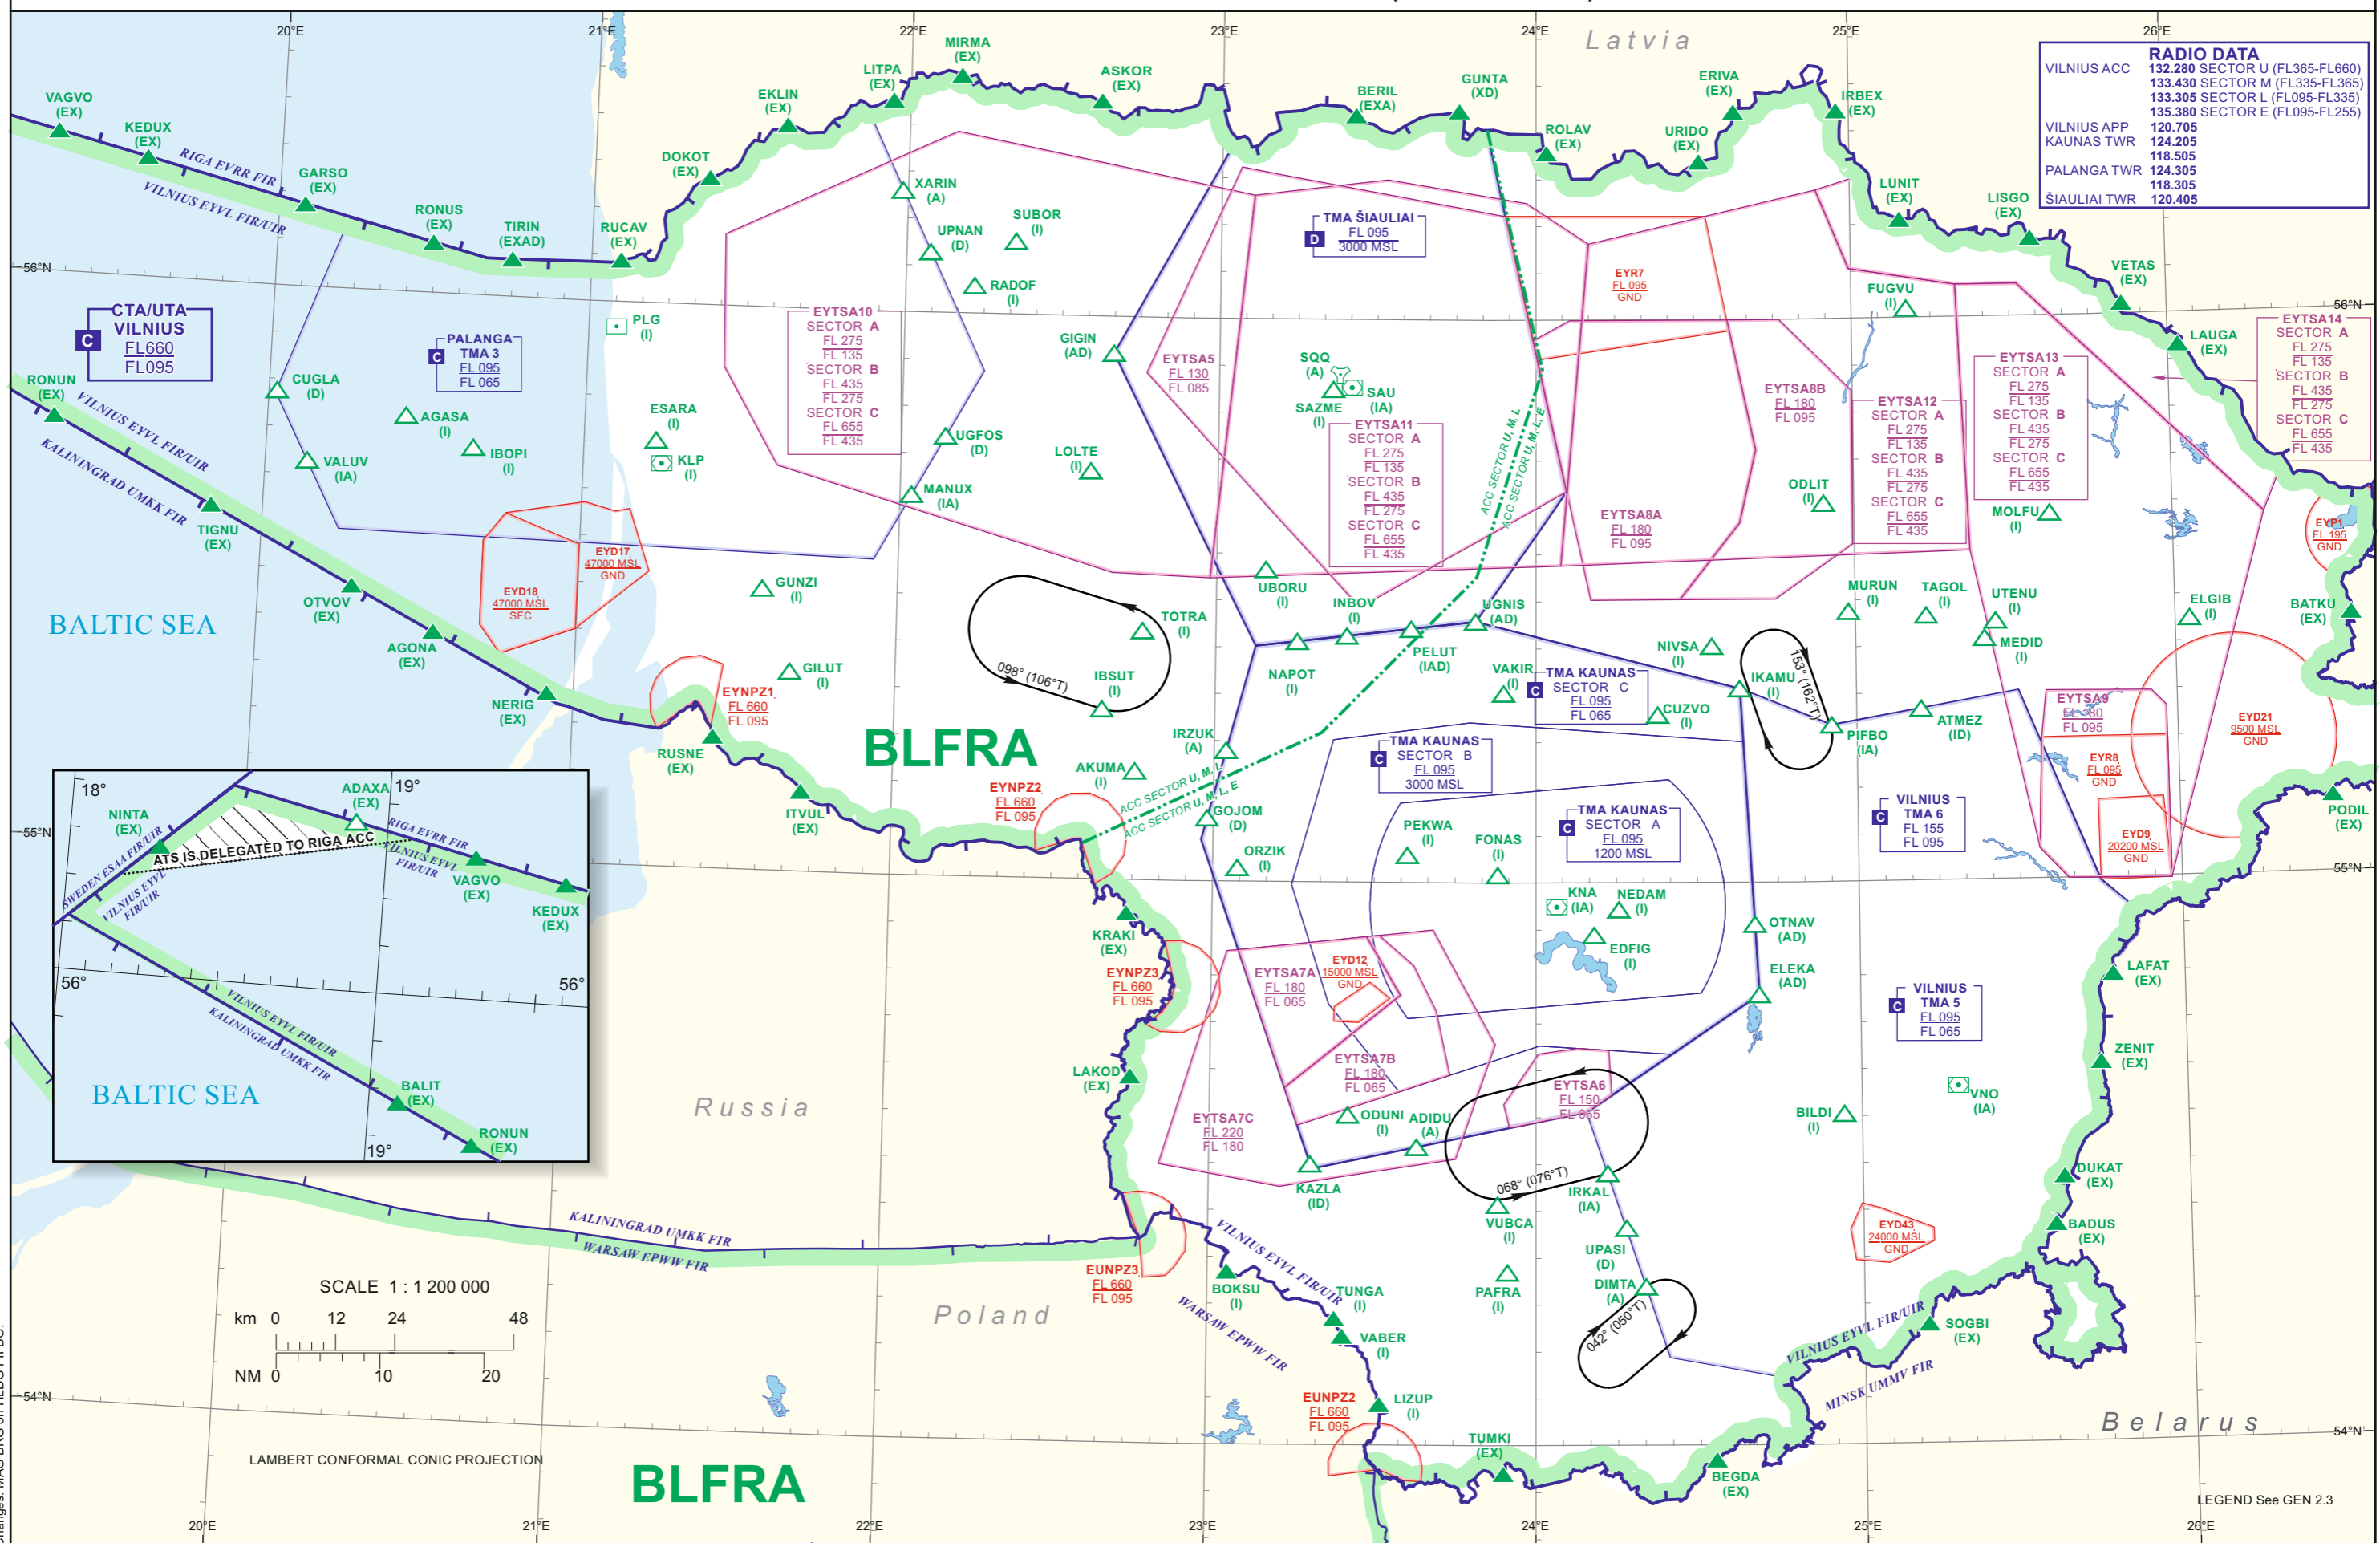 20°E
21°E
22°E
23°E
24°E
25°E
26°E
Latvia
RADIO DATA
VILNIUS ACC 132.280 SECTOR U (FL365-FL660)
133.430 SECTOR M (FL335-FL365)
133.305 SECTOR L (FL095-FL335)
135.380 SECTOR E (FL095-FL255)
VILNIUS APP 120.705
KAUNAS TWR 124.205
118.505
PALANGA TWR 124.305
118.305
ŠIAULIAI TWR 120.405
VAGVO
(EX)
KEDUX
(EX)
GARSO
(EX)
RONUS
(EX)
TIRIN
(EXAD)
RUCAV
(EX)
DOKOT
(EX)
EKLIN
(EX)
LITPA
(EX)
MIRMA
(EX)
ASKOR
(EX)
BERIL
(EXA)
GUNTA
(XD)
ROLAV
(EX)
URIDO
(EX)
ERIVA
(EX)
IRBEX
(EX)
LUNIT
(EX)
LISGO
(EX)
VETAS
(EX)
LAUGA
(EX)
RIGA EVRR FIR
VILNIUS EYVL FIR/UIR
56°N
56°N
CTA/UTA
VILNIUS
C
FL660
FL095
PALANGA
TMA 3
C
FL 095
FL 065
PLG
(I)
XARIN
(A)
UPNAN
(D)
SUBOR
(I)
RADOF
(I)
EYTSA10
SECTOR A
FL 275
FL 135
SECTOR B
FL 435
FL 275
SECTOR C
FL 655
FL 435
GIGIN
(AD)
EYTSA5
FL 130
FL 085
TMA ŠIAULIAI
D
FL 095
3000 MSL
SQQ
(A)
SAZME
(I)
SAU
(IA)
EYTSA11
SECTOR A
FL 275
FL 135
SECTOR B
FL 435
FL 275
SECTOR C
FL 655
FL 435
ACC SECTOR U, M, L
ACC SECTOR U, M, L, E
EYR7
FL 095
GND
EYTSA8B
FL 180
FL 095
EYTSA8A
FL 180
FL 095
FUGVU
(I)
EYTSA12
SECTOR A
FL 275
FL 135
SECTOR B
FL 435
FL 275
SECTOR C
FL 655
FL 435
EYTSA13
SECTOR A
FL 275
FL 135
SECTOR B
FL 435
FL 275
SECTOR C
FL 655
FL 435
EYTSA14
SECTOR A
FL 275
FL 135
SECTOR B
FL 435
FL 275
SECTOR C
FL 655
FL 435
RONUN
(EX)
VILNIUS EYVL FIR/UIR
KALININGRAD UMKK FIR
CUGLA
(D)
AGASA
(I)
IBOPI
(I)
VALUV
(IA)
ESARA
(I)
KLP
(I)
UGFOS
(D)
MANUX
(IA)
LOLTE
(I)
ODLIT
(I)
MOLFU
(I)
EYP1
FL 195
GND
TIGNU
(EX)
OTVOV
(EX)
AGONA
(EX)
NERIG
(EX)
EYD17
47000 MSL
GND
EYD18
47000 MSL
SFC
BALTIC SEA
GUNZI
(I)
GILUT
(I)
TOTRA
(I)
IBSUT
(I)
098° (106°T)
UBORU
(I)
INBOV
(I)
UGNIS
(AD)
NAPOT
(I)
PELUT
(IAD)
VAKIR
(I)
NIVSA
(I)
IKAMU
(I)
153° (162°T)
MURUN
(I)
TAGOL
(I)
UTENU
(I)
MEDID
(I)
ELGIB
(I)
BATKU
(EX)
PIFBO
(IA)
ATMEZ
(ID)
CUZVO
(I)
TMA KAUNAS
SECTOR C
C
FL 095
FL 065
TMA KAUNAS
SECTOR B
C
FL 095
3000 MSL
TMA KAUNAS
SECTOR A
C
FL 095
1200 MSL
VILNIUS
TMA 6
C
FL 155
FL 095
EYTSA9
FL 180
FL 095
EYR8
FL 095
GND
EYD9
20200 MSL
GND
EYD21
9500 MSL
GND
PODIL
(EX)
EYNPZ1
FL 660
FL 095
RUSNE
(EX)
ITVUL
(EX)
BLFRA
IRZUK
(A)
AKUMA
(I)
EYNPZ2
FL 660
FL 095
ACC SECTOR U, M, L
ACC SECTOR U, M, L, E
GOJOM
(D)
ORZIK
(I)
PEKWA
(I)
FONAS
(I)
KNA
(IA)
NEDAM
(I)
EDFIG
(I)
OTNAV
(AD)
ELEKA
(AD)
55°N
55°N
18°
19°
NINTA
(EX)
ADAXA
(EX)
SWEDEN ESAA FIR/UIR
VILNIUS EYVL
FIR/UIR
ATS IS DELEGATED TO RIGA ACC
RIGA EVRR FIR
VILNIUS EYVL
FIR/UIR
VAGVO
(EX)
KEDUX
(EX)
56°
56°
VILNIUS EYVL FIR/UIR
KALININGRAD UMKK FIR
BALTIC SEA
BALIT
(EX)
RONUN
(EX)
19°
KRAKI
(EX)
EYNPZ3
FL 660
FL 095
LAKOD
(EX)
EYTSA7A
FL 180
FL 065
EYD12
15000 MSL
GND
EYTSA7B
FL 180
FL 065
EYTSA7C
FL 220
FL 180
EYTSA6
FL 150
FL 065
ODUNI
(I)
ADIDU
(A)
KAZLA
(ID)
068° (076°T)
VUBCA
(I)
IRKAL
(IA)
UPASI
(D)
DIMTA
(A)
PAFRA
(I)
042° (050°T)
VILNIUS
TMA 5
C
FL 095
FL 065
VNO
(IA)
BILDI
(I)
EYD43
24000 MSL
GND
LAFAT
(EX)
ZENIT
(EX)
DUKAT
(EX)
BADUS
(EX)
SOGBI
(EX)
Russia
KALININGRAD UMKK FIR
WARSAW EPWW FIR
EUNPZ3
FL 660
FL 095
BOKSU
(I)
VILNIUS EYVL FIR/UIR
WARSAW EPWW FIR
TUNGA
(I)
VABER
(I)
LIZUP
(I)
EUNPZ2
FL 660
FL 095
TUMKI
(EX)
BEGDA
(EX)
VILNIUS EYVL FIR/UIR
MINSK UMMV FIR
Belarus
Poland
SCALE 1 : 1 200 000
km 0 12 24 48
NM 0 10 20
54°N
54°N
LAMBERT CONFORMAL CONIC PROJECTION
BLFRA
LEGEND See GEN 2.3
20°E
21°E
22°E
23°E
24°E
25°E
26°E